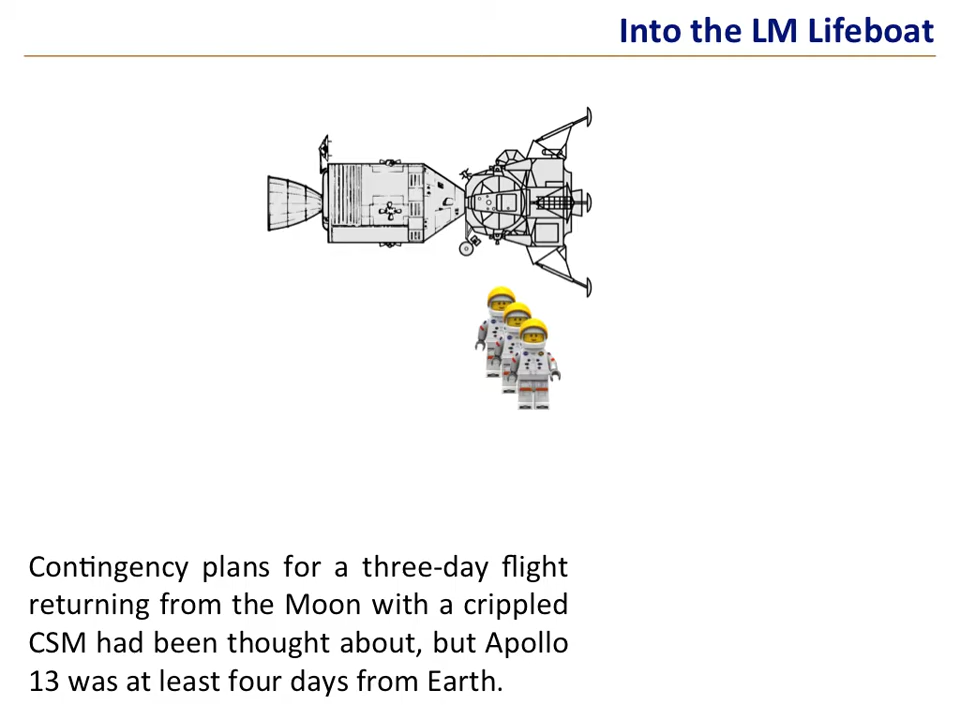 Into the LM Lifeboat
Contingency plans for a three-day flight
returning from the Moon with a crippled
CSM had been thought about, but Apollo
13 was at least four days from Earth.